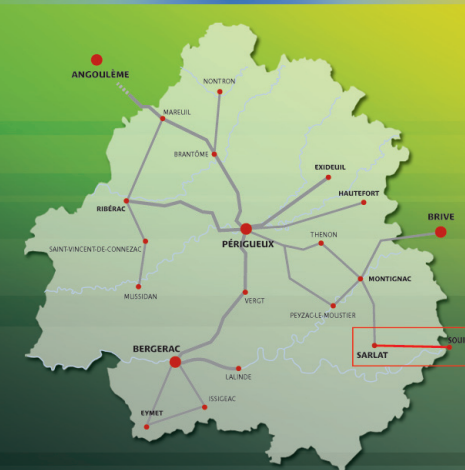 ANGOULÊME
NONTRON
MAREUIL
BRANTÔME
EXIDEUIL
HAUTEFORT
RIBÉRAC
BRIVE
THENON
PÉRIGUEUX
SAINT-VINCENT-DE-CONNEZAC
MONTIGNAC
MUSSIDAN
VERGT
PEYZAC-LE-MOUSTIER
SOUI
BERGERAC
SARLAT
LALINDE
ISSIGEAC
EYMET